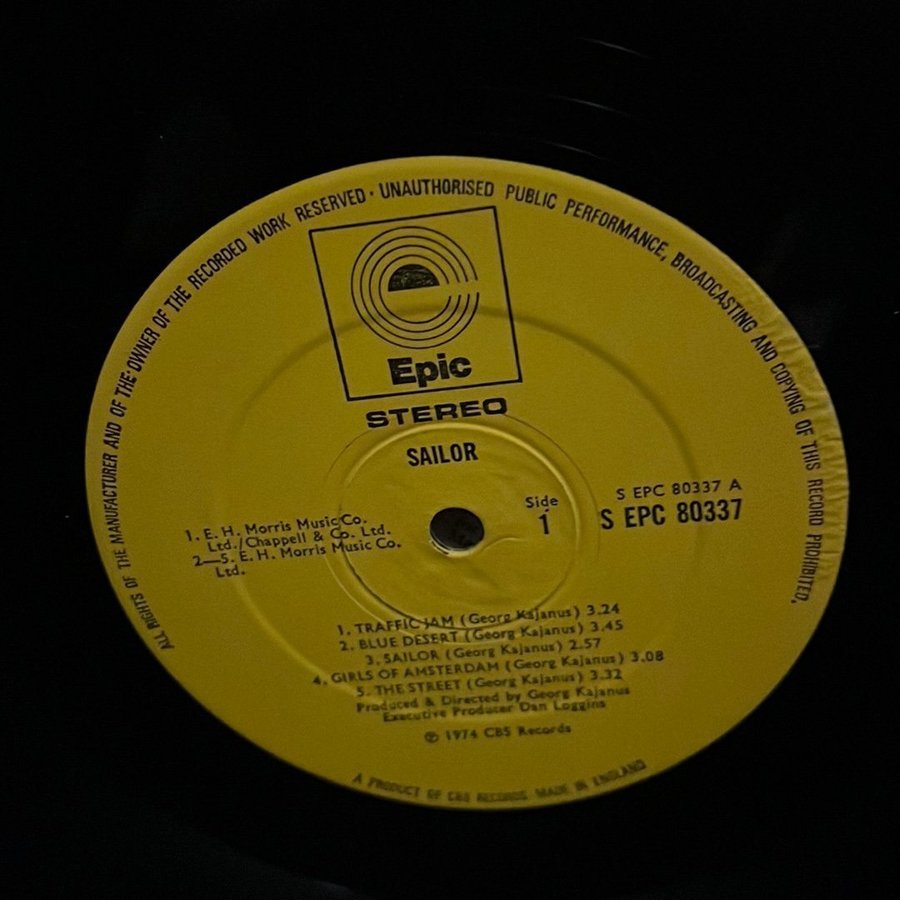 ALL RIGHTS OF THE MANUFACTURER AND OF THE·OWNER OF THE RECORDED WORK RESERVED · UNAUTHORISED PUBLIC PERFORMANCE, BROADCASTING AND COPYING OF THIS RECORD PROHIBITED,
Epic
STEREO
SAILOR
1. E. H. Morris Music Co.
Ltd./Chappell & Co. Ltd.
2—5. E. H. Morris Music Co.
Ltd.
Side
1
S EPC 80337 A
S EPC 80337
1. TRAFFIC JAM (Georg Kajanus) 3.24
2. BLUE DESERT (Georg Kajanus) 3.45
3. SAILOR (Georg Kajanus) 2.57
4. GIRLS OF AMSTERDAM (Georg Kajanus) 3.08
5. THE STREET (Georg Kajanus) 3.32
Produced & Directed by Georg Kajanus
Executive Producer Dan Loggins
℗ 1974 CBS Records
A PRODUCT OF CBS RECORDS MADE IN ENGLAND